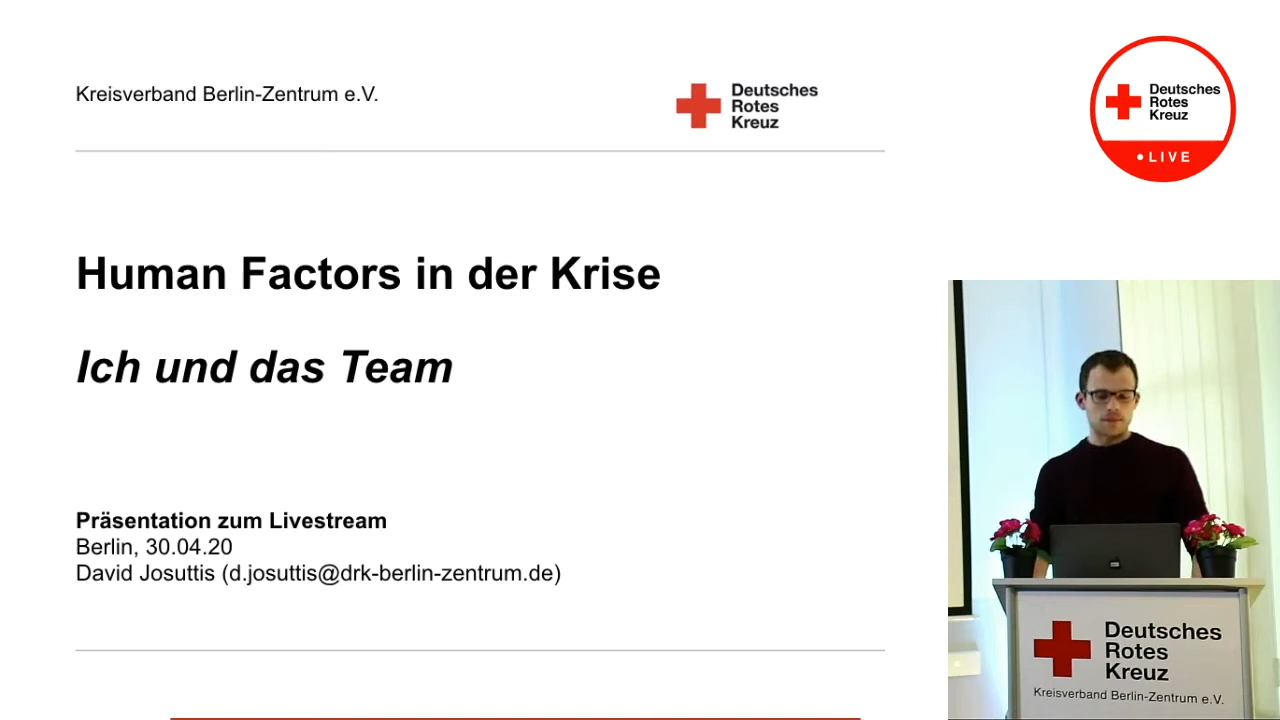 Kreisverband Berlin-Zentrum e.V.
Deutsches
Rotes
Kreuz
Deutsches
Rotes
Kreuz
LIVE
Human Factors in der Krise
Ich und das Team
Präsentation zum Livestream
Berlin, 30.04.20
David Josuttis (d.josuttis@drk-berlin-zentrum.de)
Deutsches
Rotes
Kreuz
Kreisverband Berlin-Zentrum e.V.